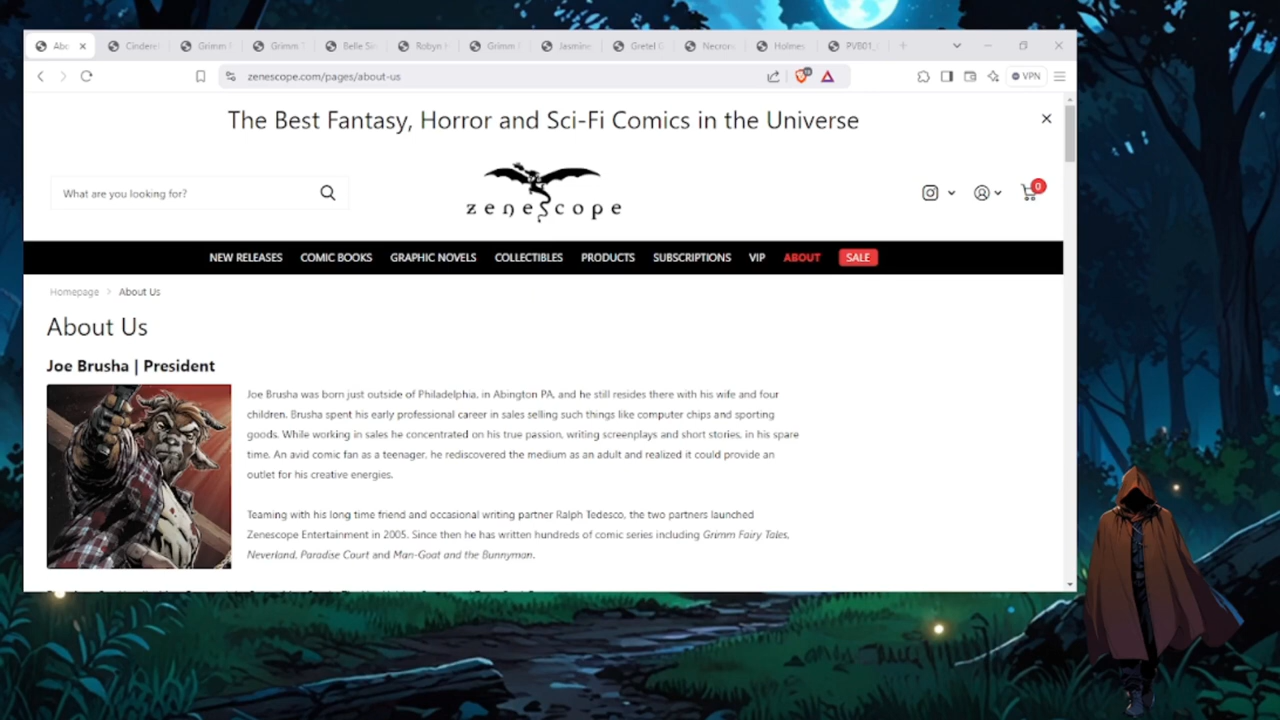 Abc
Cinderel
Grimm
Grimm
Belle
Robyn
Grimm
Jasmine
Gretel
Necron
Holmes
PVB01_
zenescope.com/pages/about-us
VPN
The Best Fantasy, Horror and Sci-Fi Comics in the Universe
What are you looking for?
zenescope
0
NEW RELEASES COMIC BOOKS GRAPHIC NOVELS COLLECTIBLES PRODUCTS SUBSCRIPTIONS VIP ABOUT SALE
Homepage > About Us
About Us
Joe Brusha | President
Joe Brusha was born just outside of Philadelphia, in Abington PA, and he still resides there with his wife and four
children. Brusha spent his early professional career in sales selling such things like computer chips and sporting
goods. While working in sales he concentrated on his true passion, writing screenplays and short stories, in his spare
time. An avid comic fan as a teenager, he rediscovered the medium as an adult and realized it could provide an
outlet for his creative energies.
Teaming with his long time friend and occasional writing partner Ralph Tedesco, the two partners launched
Zenescope Entertainment in 2005. Since then he has written hundreds of comic series including Grimm Fairy Tales,
Neverland, Paradise Court and Man-Goat and the Bunnyman.